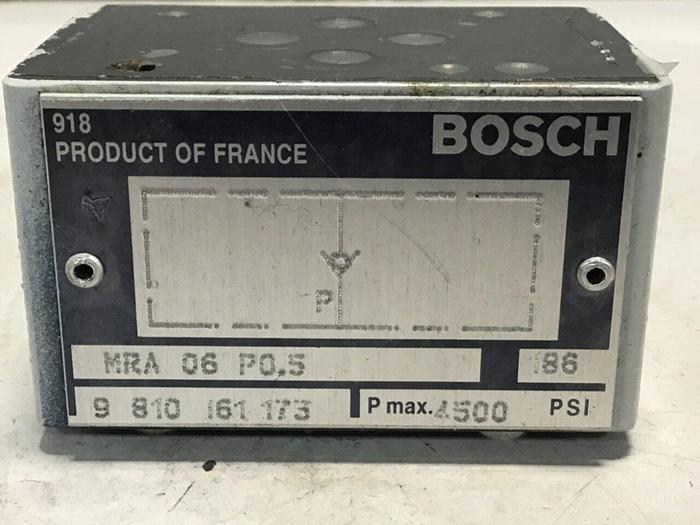 918
BOSCH
PRODUCT OF FRANCE
P
MRA 06 P0.5
186
9 810 161 173
P max. 4500 PSI